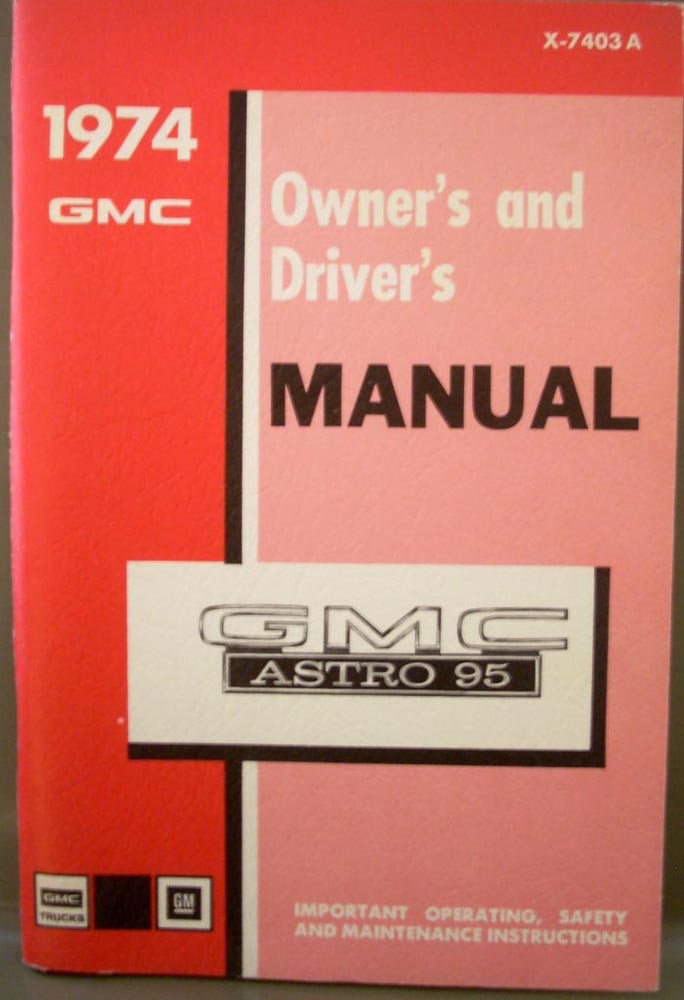 X-7403 A
1974
GMC
Owner's and
Driver's
MANUAL
GMC
ASTRO 95
GMC
TRUCKS
GM
IMPORTANT OPERATING, SAFETY
AND MAINTENANCE INSTRUCTIONS